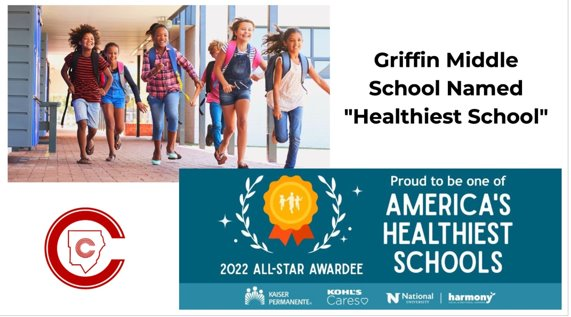 Griffin Middle
School Named
"Healthiest School"
Proud to be one of
AMERICA'S
HEALTHIEST
SCHOOLS
2022 ALL-STAR AWARDEE
KAISER
PERMANENTE®
KOHL'S
Cares
N National
UNIVERSITY
harmony
C
C